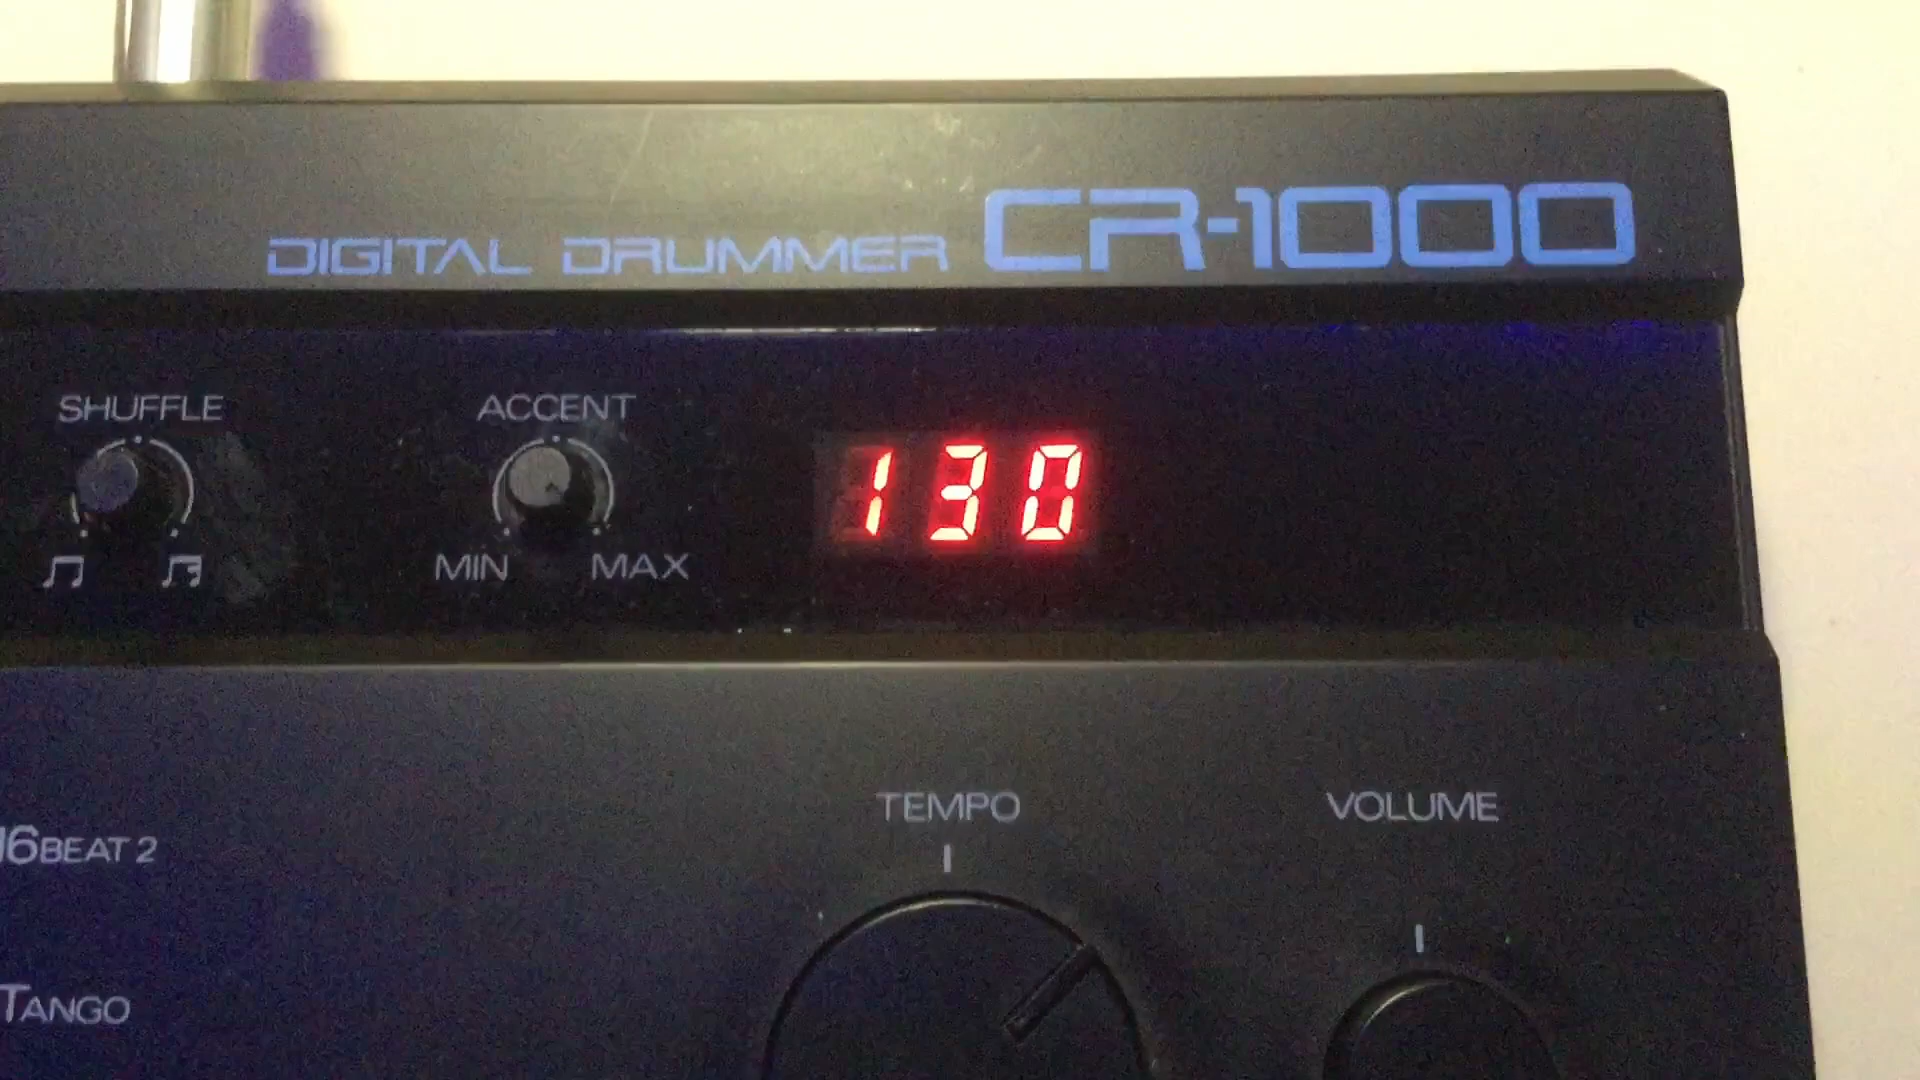 DIGITAL DRUMMER CR-1000
SHUFFLE
ACCENT
130
MIN
MAX
TEMPO
VOLUME
16BEAT 2
TANGO